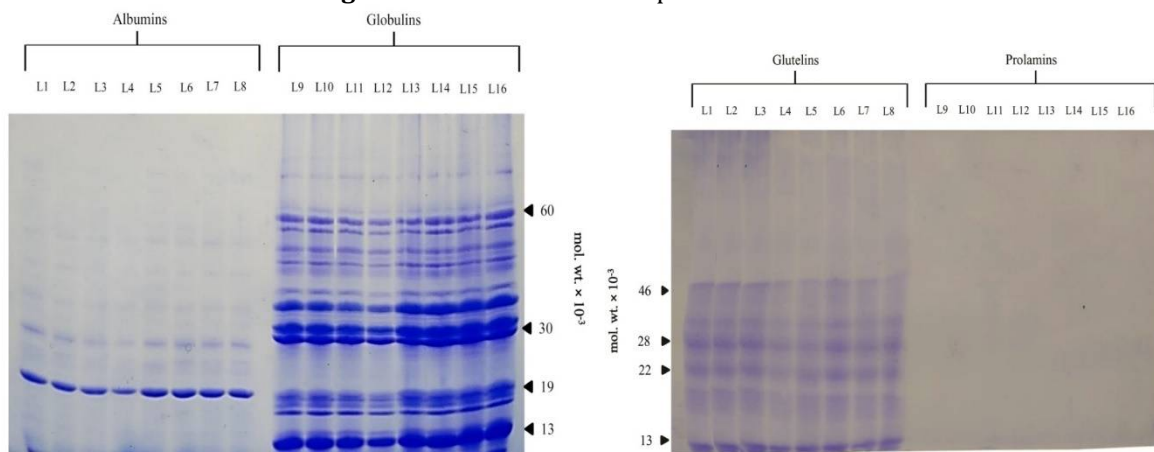 Albumins Globulins
L1 L2 L3 L4 L5 L6 L7 L8 L9 L10 L11 L12 L13 L14 L15 L16
60
30
19
13
mol. wt. × 10⁻³
Glutelins Prolamins
L1 L2 L3 L4 L5 L6 L7 L8 L9 L10 L11 L12 L13 L14 L15 L16
mol. wt. × 10⁻³
46
28
22
13